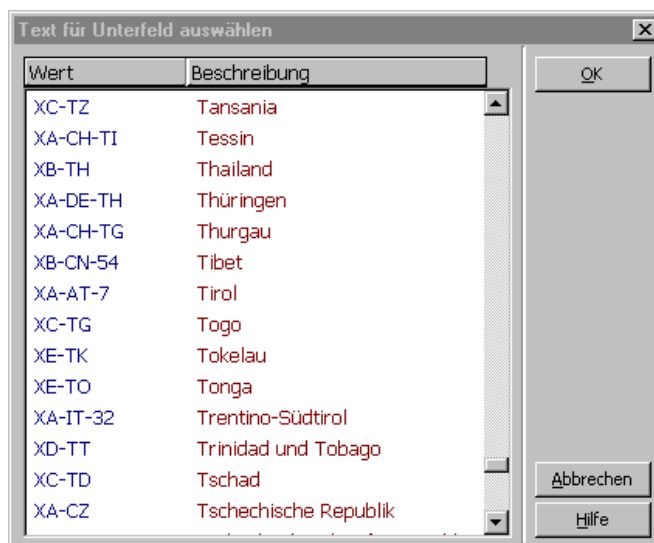 Text für Unterfeld auswählen
Wert Beschreibung
XC-TZ Tansania
XA-CH-TI Tessin
XB-TH Thailand
XA-DE-TH Thüringen
XA-CH-TG Thurgau
XB-CN-54 Tibet
XA-AT-7 Tirol
XC-TG Togo
XE-TK Tokelau
XE-TO Tonga
XA-IT-32 Trentino-Südtirol
XD-TT Trinidad und Tobago
XC-TD Tschad
XA-CZ Tschechische Republik
OK
Abbrechen
Hilfe